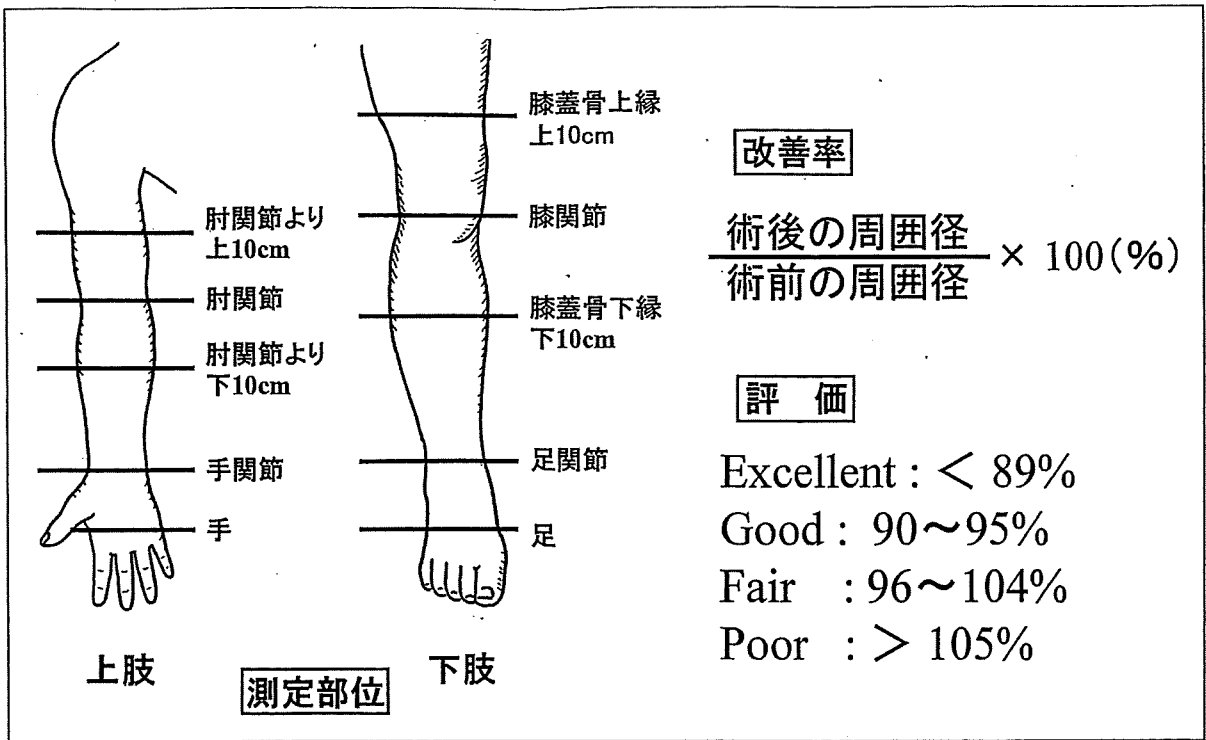 肘関節より
上10cm
肘関節
肘関節より
下10cm
手関節
手
上肢
膝蓋骨上縁
上10cm
膝関節
膝蓋骨下縁
下10cm
足関節
足
下肢
測定部位
改善率
術後の周囲径
術前の周囲径
× 100(%)
評 価
Excellent : < 89%
Good : 90～95%
Fair : 96～104%
Poor : > 105%